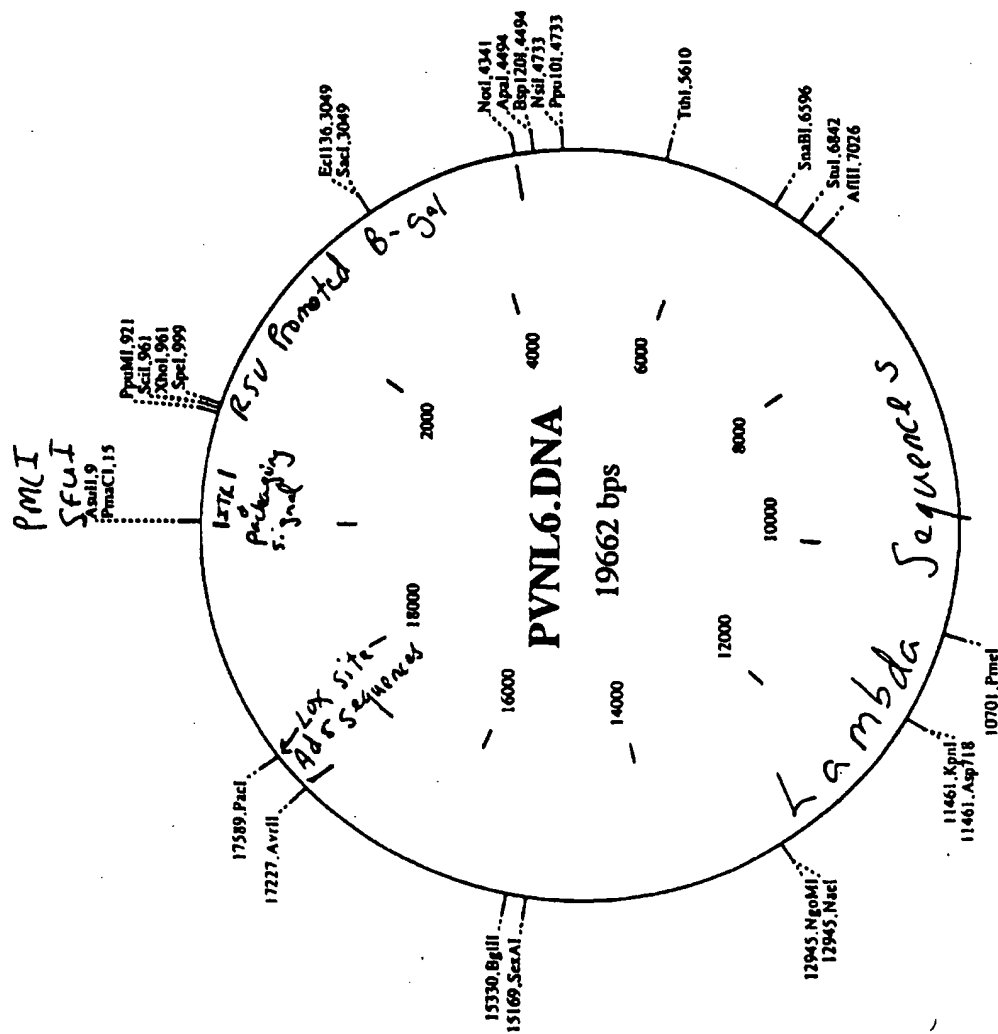 PMLI
SfuI
AsuII,9
PmaCI,15
PpuMI,921
SciI,961
XhoI,961
SpeI,999
Ecl136,3049
SacI,3049
NotI,4341
ApaI,4494
Bsp120I,4494
NsiI,4733
Ppu10I,4733
TthI,5610
SnaBI,6596
StuI,6842
AflII,7026
10701,PmeI
11461,KpnI
11461,Asp718
12945,NgoMI
12945,NaeI
15169,SexAI
15330,BglII
17227,AvrII
17589,PacI
packaging
signal
RSV Promoted B-gal
Lambda Sequences
Lox site
Ad5 Sequences
2000
4000
6000
8000
10000
12000
14000
16000
18000
PVNL6.DNA
19662 bps